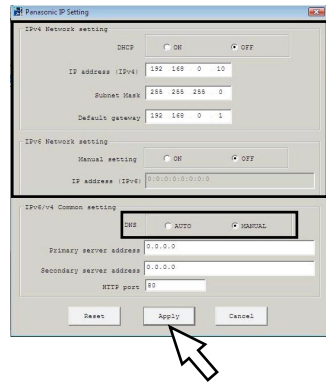 Panasonic IP Setting
IPv4 Network setting
DHCP ON OFF
IP address (IPv4) 192 168 0 10
Subnet Mask 255 255 255 0
Default gateway 192 168 0 1
IPv6 Network setting
Manual setting ON OFF
IP address (IPv6) 0:0:0:0:0:0:0:0
IPv6/v4 Common setting
DNS AUTO MANUAL
Primary server address 0.0.0.0
Secondary server address 0.0.0.0
HTTP port 80
Reset Apply Cancel